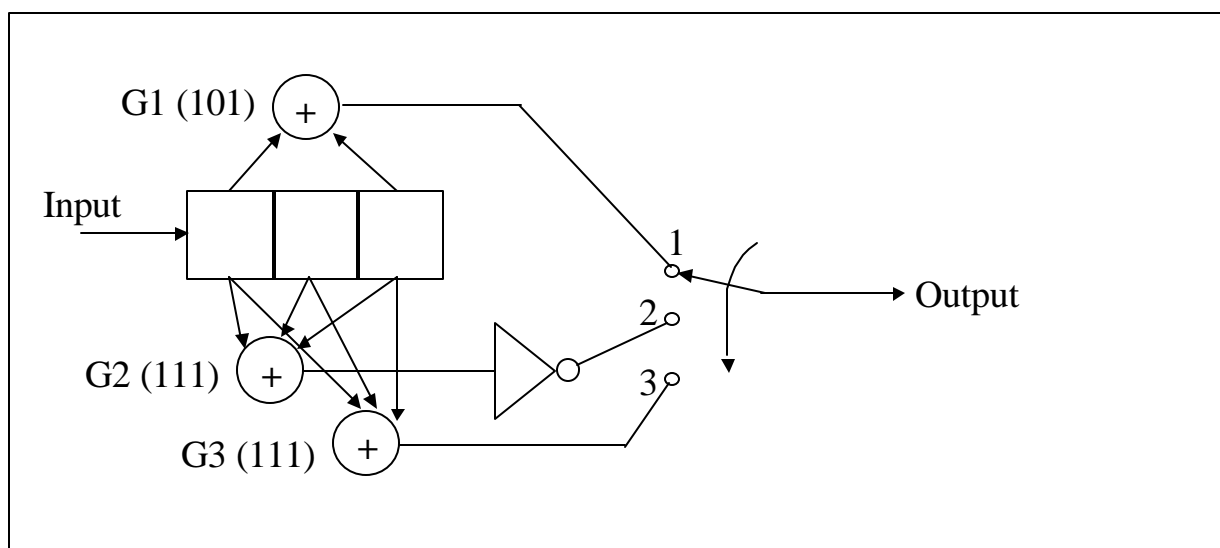 G1 (101)
+
Input
1
Output
2
G2 (111)
+
3
G3 (111)
+